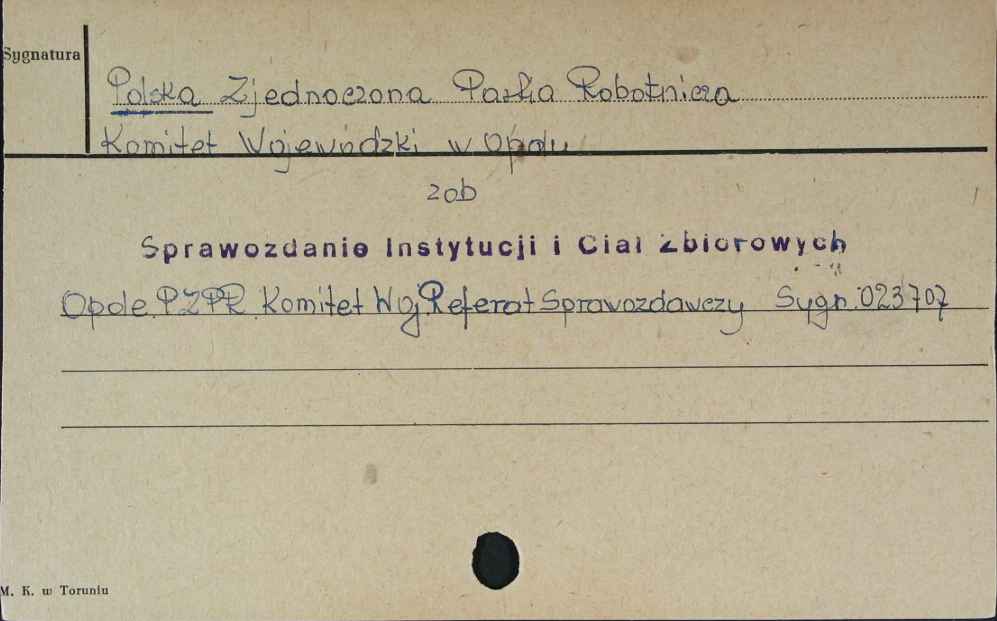 Sygnatura
Polska Zjednoczona Partia Robotnicza
Komitet Wojewódzki w Opolu
zob
Sprawozdanie Instytucji i Ciał Zbiorowych
Opole. PZPR. Komitet Woj. Referat Sprawozdawczy Sygn. 023707
M. K. w Toruniu